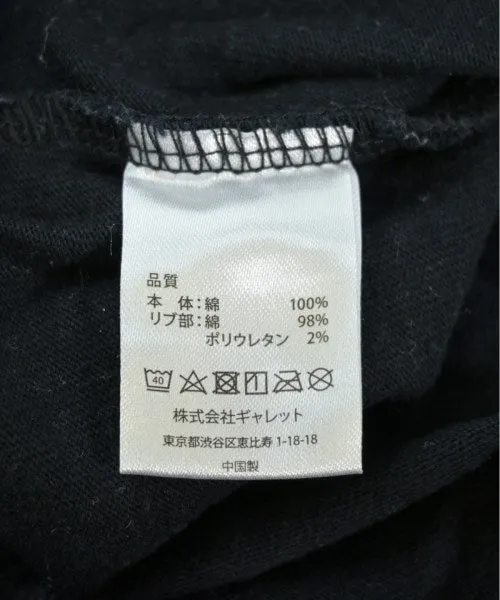 品質
本 体:綿 100%
リブ部:綿 98%
ポリウレタン 2%
40
株式会社ギャレット
東京都渋谷区恵比寿 1-18-18
中国製